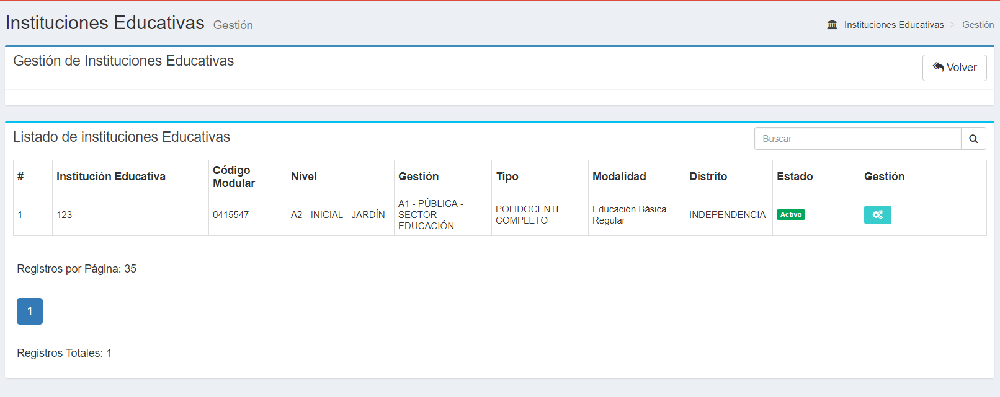 Instituciones Educativas Gestión
Instituciones Educativas > Gestión
Gestión de Instituciones Educativas
Volver
Listado de instituciones Educativas
Buscar
# Institución Educativa Código Modular Nivel Gestión Tipo Modalidad Distrito Estado Gestión
1 123 0415547 A2 - INICIAL - JARDÍN A1 - PÚBLICA - SECTOR EDUCACIÓN POLIDOCENTE COMPLETO Educación Básica Regular INDEPENDENCIA Activo
Registros por Página: 35
1
Registros Totales: 1